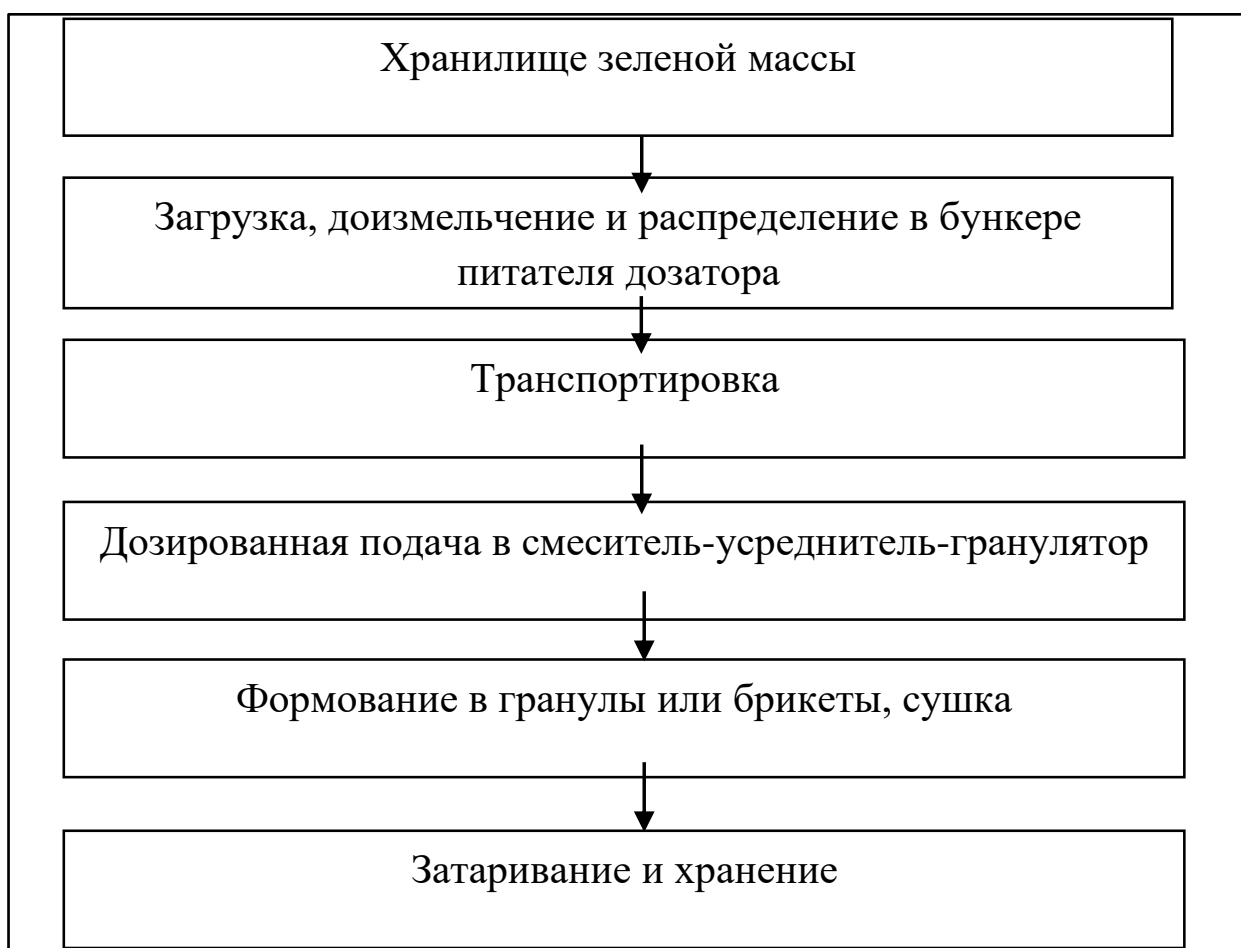 Хранилище зеленой массы
Загрузка, доизмельчение и распределение в бункере
питателя дозатора
Транспортировка
Дозированная подача в смеситель-усреднитель-гранулятор
Формование в гранулы или брикеты, сушка
Затаривание и хранение